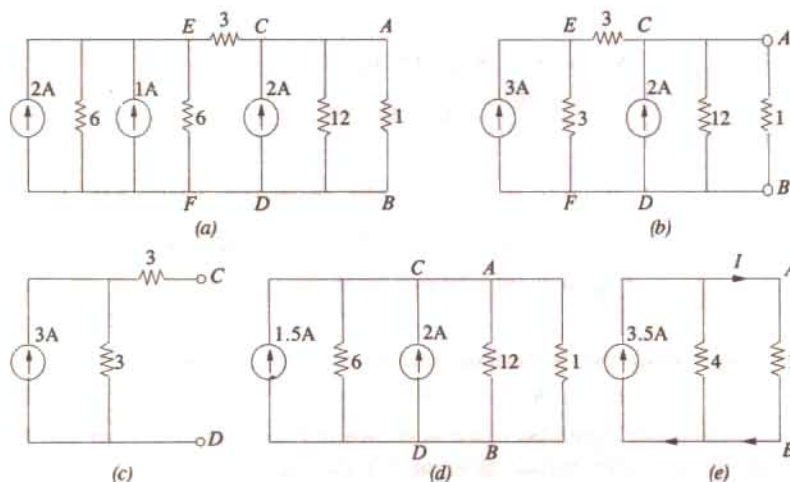 3
E C A
2A 6 1A 6 2A 12 1
F D B
(a)
3
E C A
3A 3 2A 12 1
F D B
(b)
3
C
3A 3
D
(c)
C A
1.5A 6 2A 12 1
D B
(d)
I A
3.5A 4
B
(e)